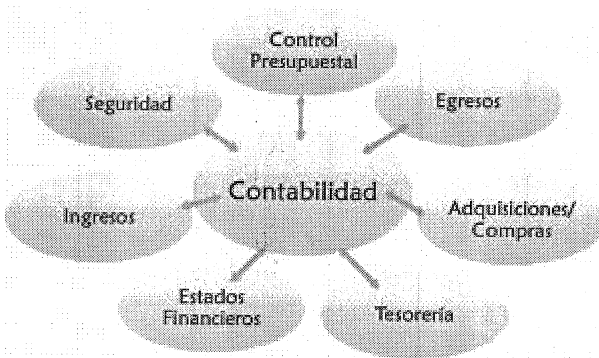 Control
Presupuestal
Seguridad
Egresos
Contabilidad
Ingresos
Adquisiciones/
Compras
Estados
Financieros
Tesorería